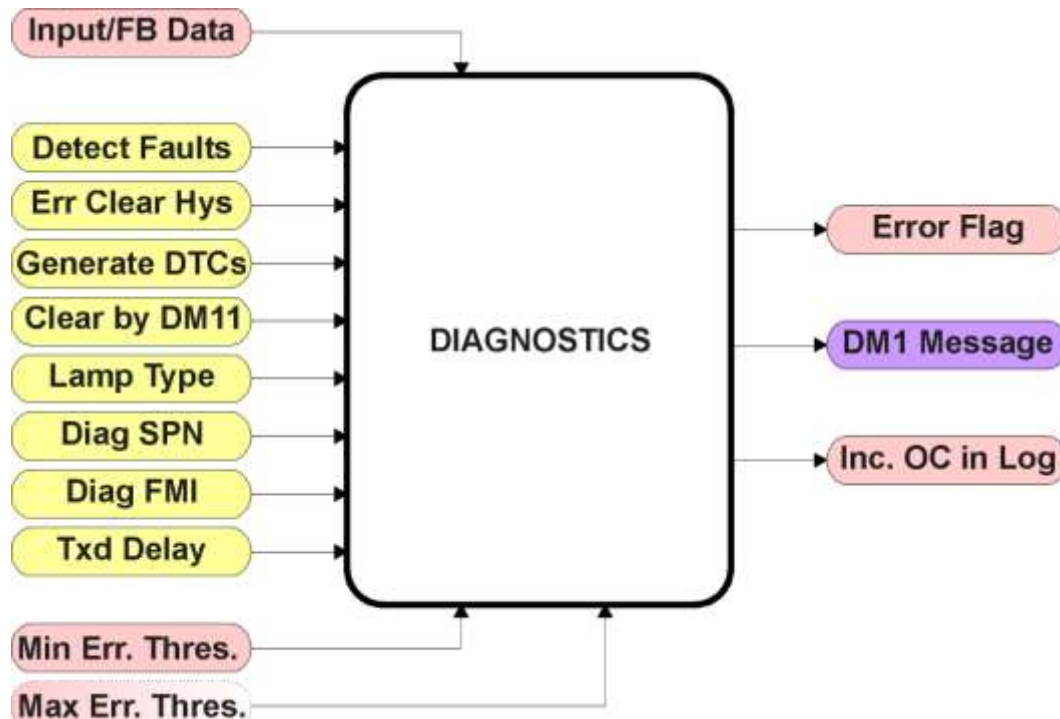 Input/FB Data
Detect Faults
Err Clear Hys
Generate DTCs
Clear by DM11
Lamp Type
Diag SPN
Diag FMI
Txd Delay
Min Err. Thres.
Max Err. Thres.
DIAGNOSTICS
Error Flag
DM1 Message
Inc. OC in Log